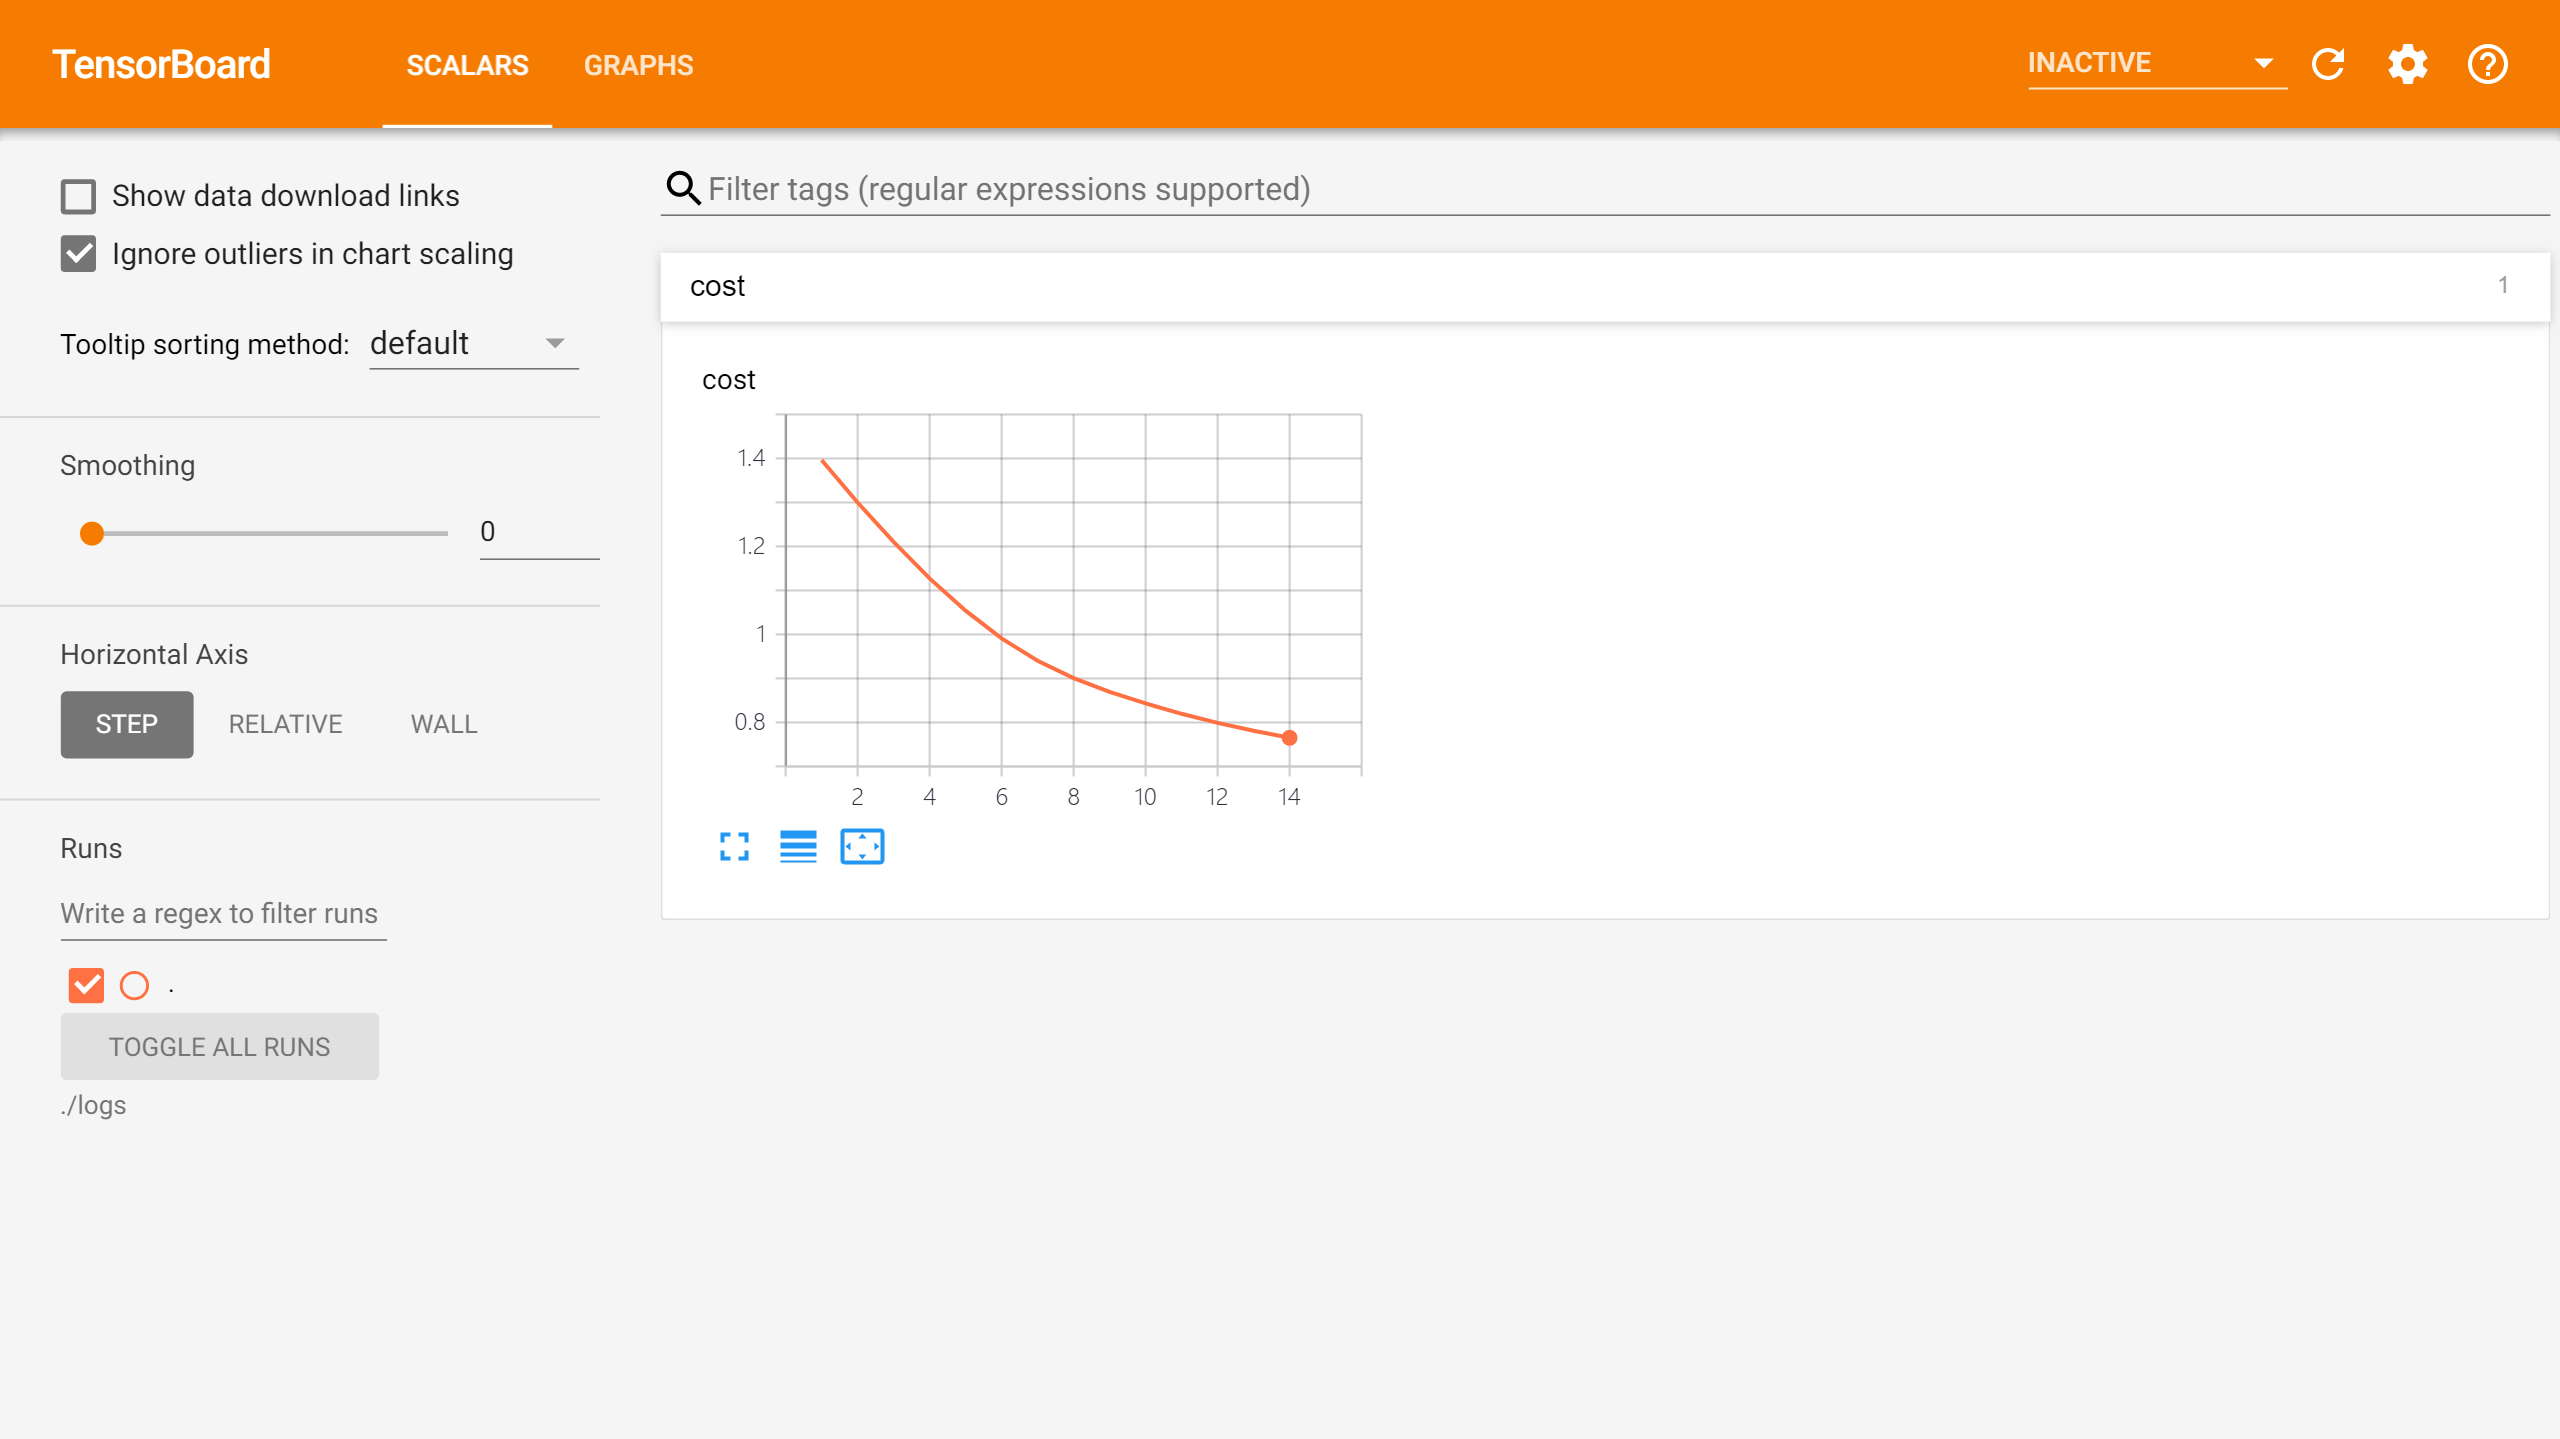 TensorBoard
SCALARS
GRAPHS
INACTIVE
Show data download links
Ignore outliers in chart scaling
Tooltip sorting method: default
Smoothing
0
Horizontal Axis
STEP
RELATIVE
WALL
Runs
Write a regex to filter runs
.
TOGGLE ALL RUNS
./logs
Filter tags (regular expressions supported)
cost
1
cost
1.4
1.2
1
0.8
2 4 6 8 10 12 14